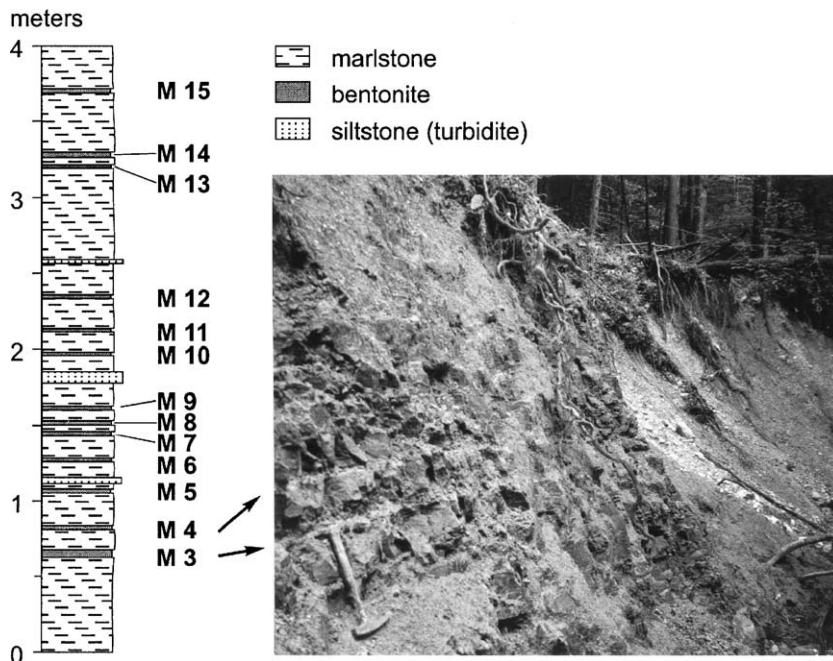 meters
4
3
2
1
0
M 15
M 14
M 13
M 12
M 11
M 10
M 9
M 8
M 7
M 6
M 5
M 4
M 3
marlstone
bentonite
siltstone (turbidite)